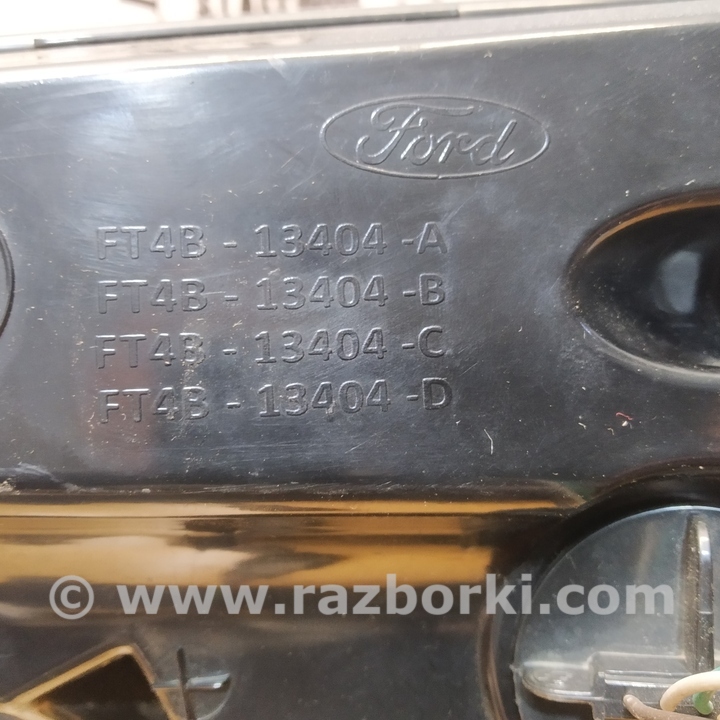 Ford
FT4B - 13404 -A
FT4B - 13404 -B
FT4B - 13404 -C
FT4B - 13404 -D
© www.razborki.com